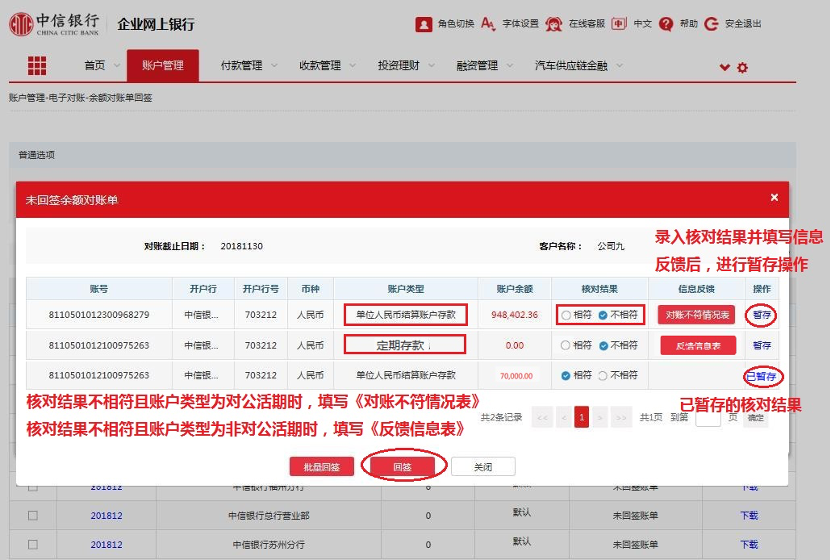 中信银行 企业网上银行
CHINA CITIC BANK
角色切换 字体设置 在线客服 中文 帮助 安全退出
首页 账户管理 付款管理 收款管理 投资理财 融资管理 汽车供应链金融
账户管理-电子对账-余额对账单回签
普通选项
未回签余额对账单 ×
对账截止日期： 20181130 客户名称： 公司九
录入核对结果并填写信息
反馈后，进行暂存操作
账号 开户行 开户行号 币种 账户类型 账户余额 核对结果 信息反馈 操作
8110501012300968279 中信银... 703212 人民币 单位人民币结算账户存款 948,402.36 相符 不相符 对账不符情况表 暂存
8110501012100975263 中信银... 703212 人民币 定期存款 0.00 相符 不相符 反馈信息表 暂存
8110501012100975263 中信银... 703212 人民币 单位人民币结算账户存款 70,000.00 相符 不相符 已暂存
核对结果不相符且账户类型为对公活期时，填写《对账不符情况表》
已暂存的核对结果
共2条记录 << < 1 > >> 共1页 到第 页 确定
核对结果不相符且账户类型为非对公活期时，填写《反馈信息表》
批量回签 回签 关闭
201812 中信银行福州分行 0 默认 未回签账单 下载
201812 中信银行总行营业部 0 默认 未回签账单 下载
201812 中信银行苏州分行 0 默认 未回签账单 下载